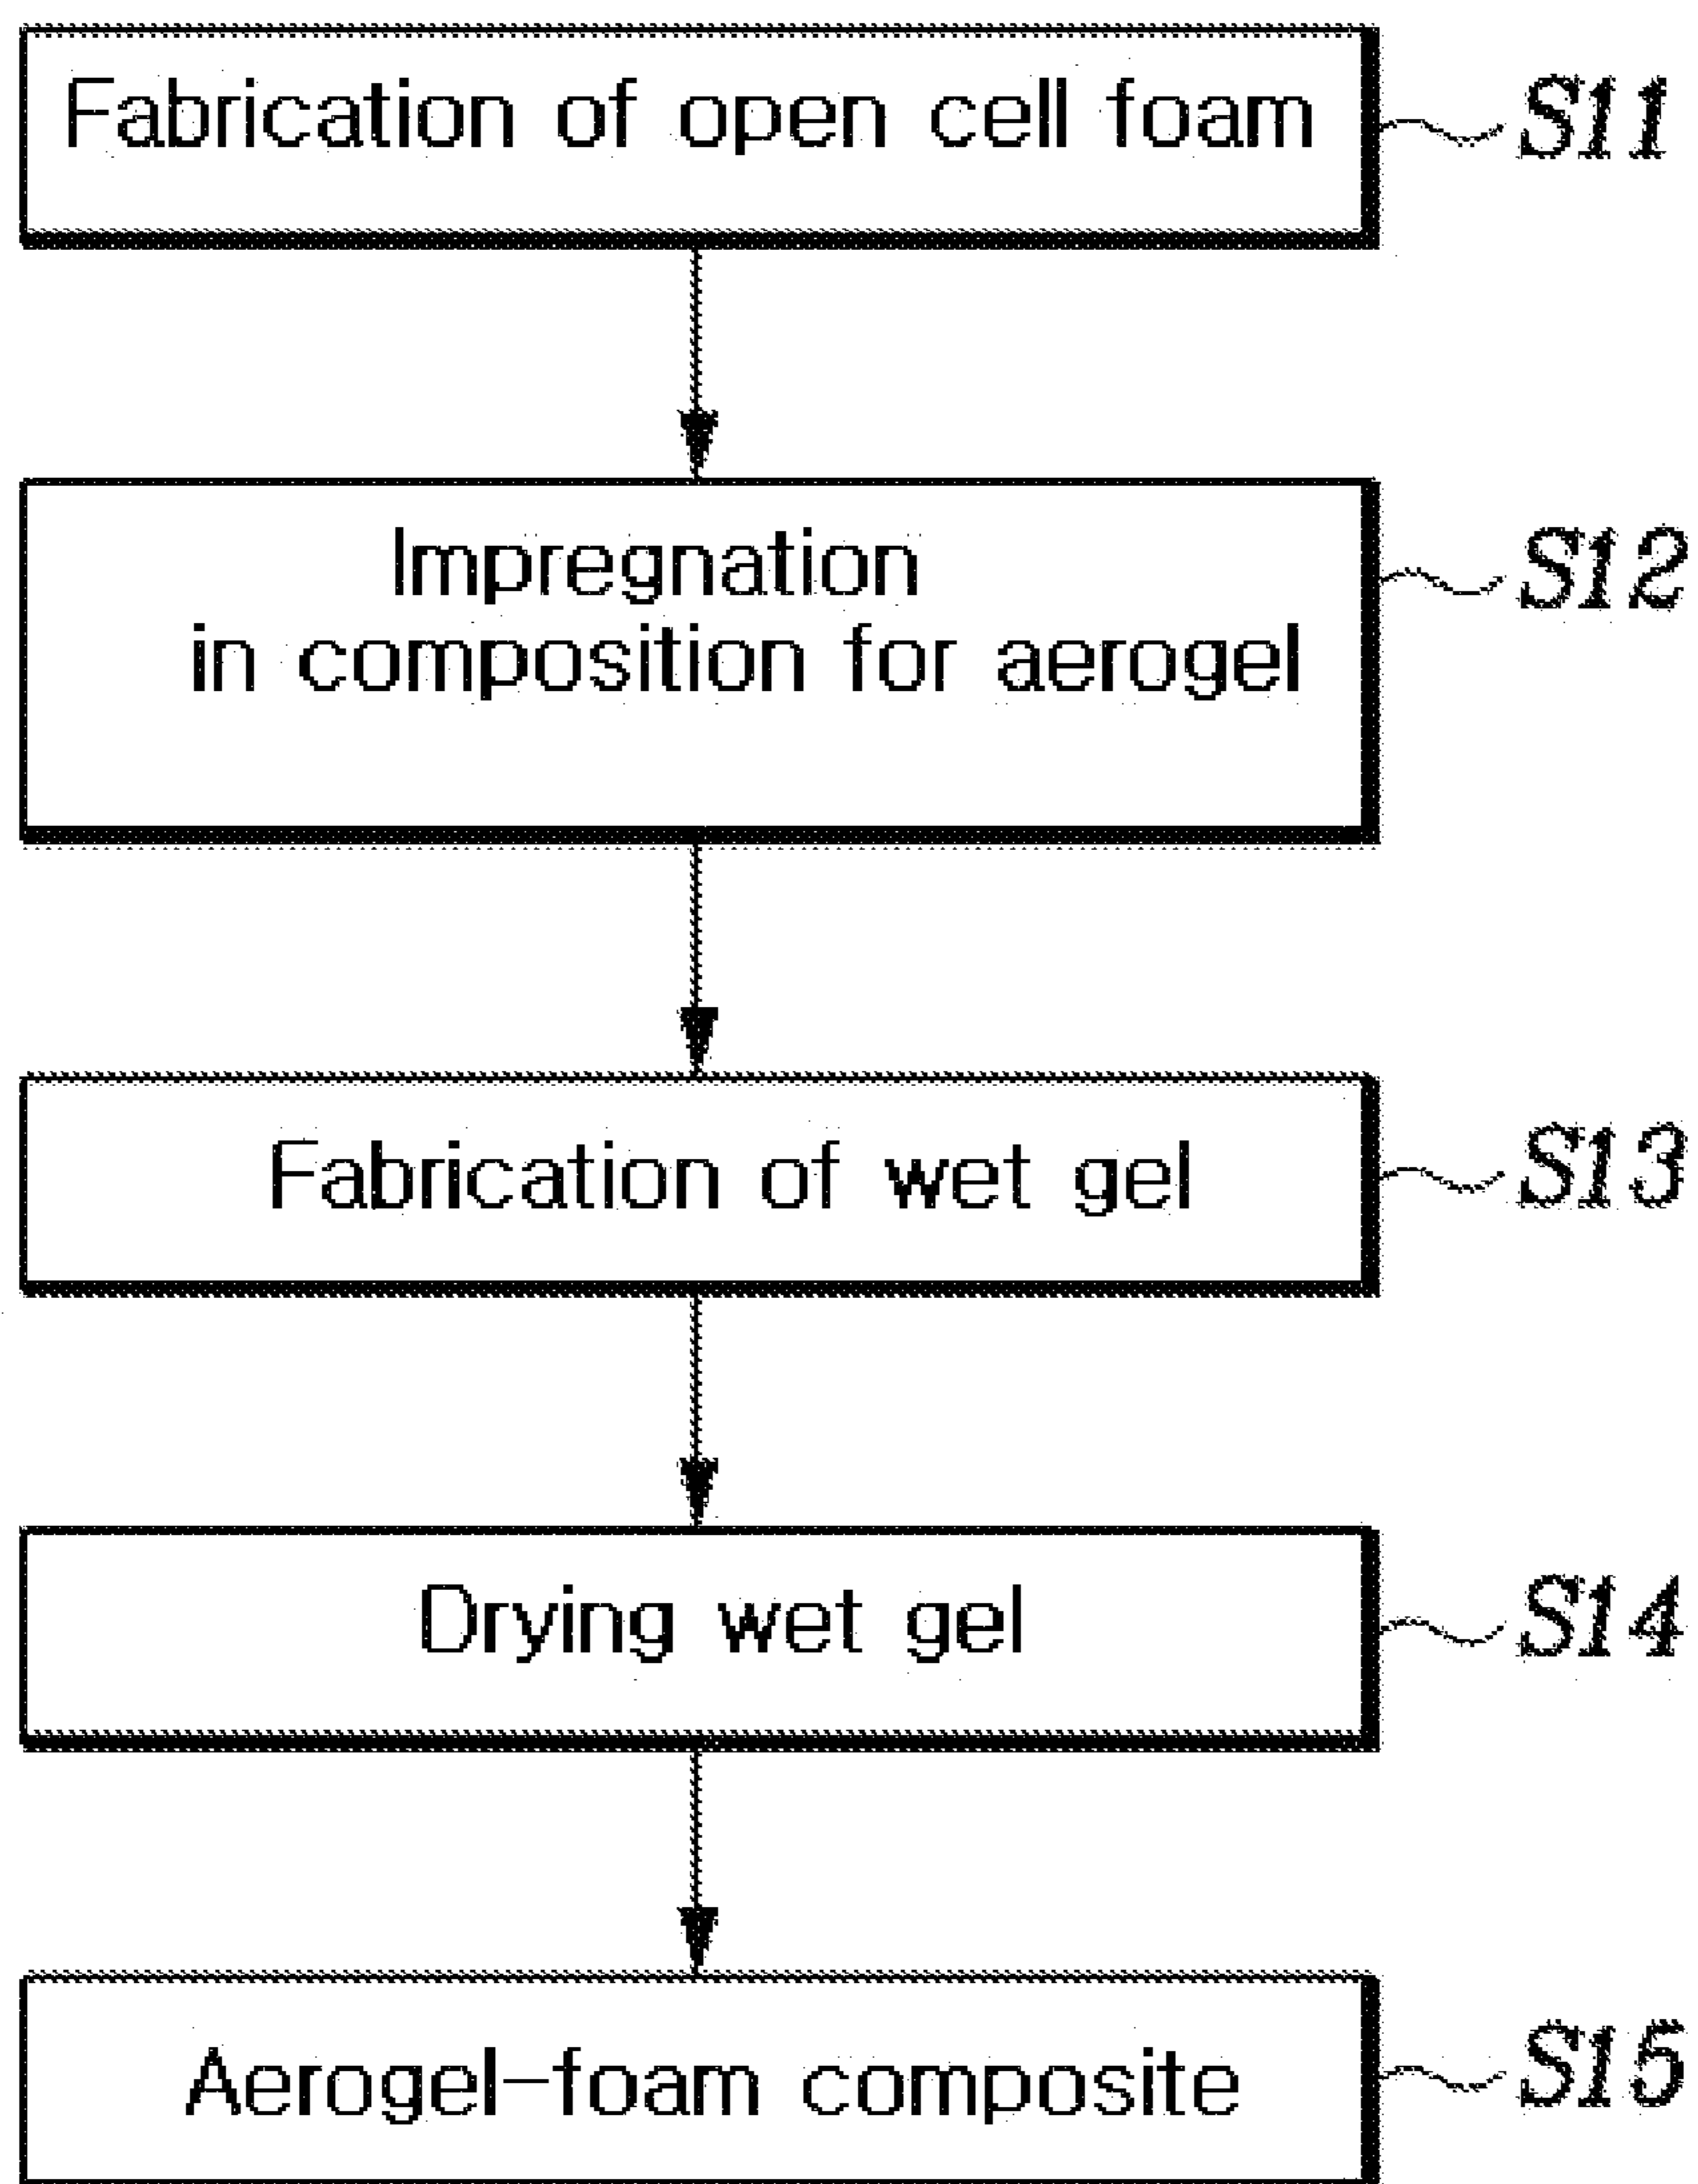 Fabrication of open cell foam
S11
Impregnation
in composition for aerogel
S12
Fabrication of wet gel
S13
Drying wet gel
S14
Aerogel-foam composite
S15